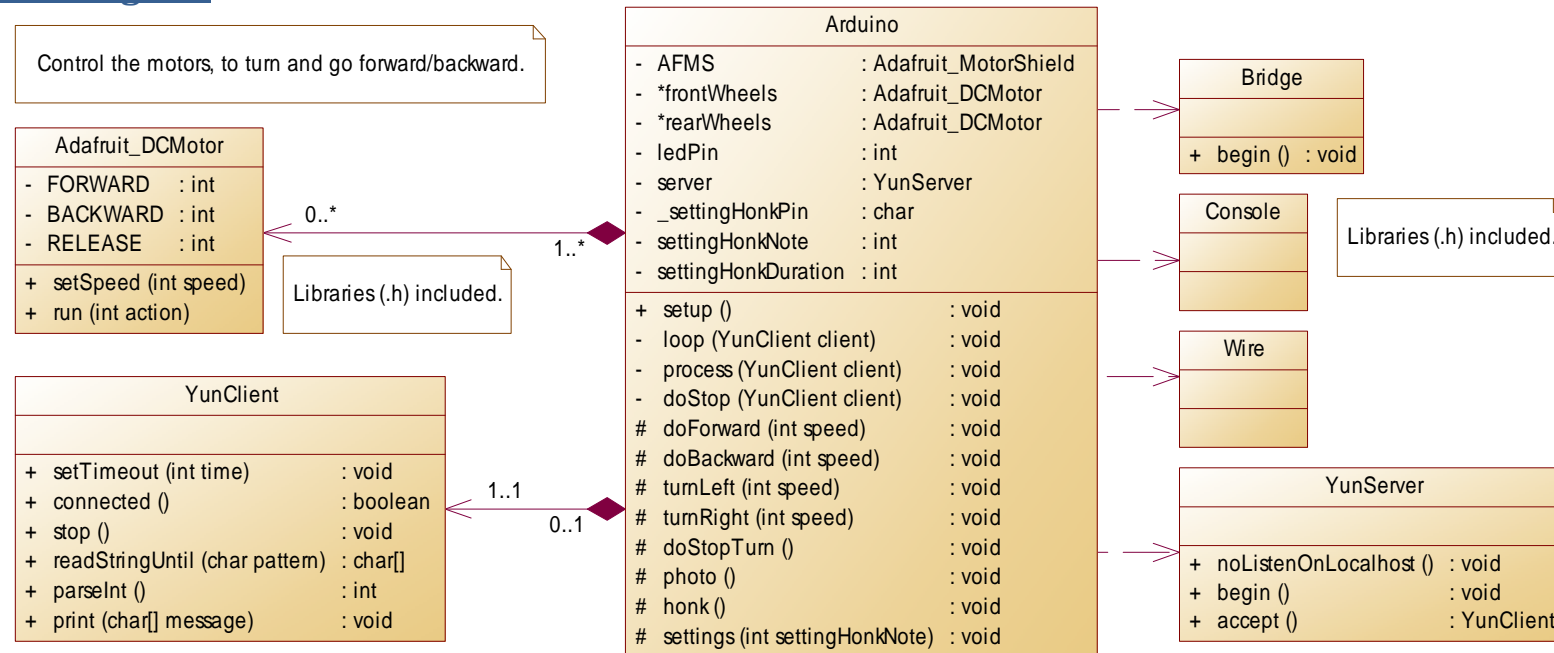 Control the motors, to turn and go forward/backward.
Adafruit_DCMotor
- FORWARD : int
- BACKWARD : int
- RELEASE : int
+ setSpeed (int speed)
+ run (int action)
0..*
1..*
Libraries (.h) included.
YunClient
+ setTimeout (int time) : void
+ connected () : boolean
+ stop () : void
+ readStringUntil (char pattern) : char[]
+ parseInt () : int
+ print (char[] message) : void
1..1
0..1
Arduino
- AFMS : Adafruit_MotorShield
- *frontWheels : Adafruit_DCMotor
- *rearWheels : Adafruit_DCMotor
- ledPin : int
- server : YunServer
- _settingHonkPin : char
- settingHonkNote : int
- settingHonkDuration : int
+ setup () : void
- loop (YunClient client) : void
- process (YunClient client) : void
- doStop (YunClient client) : void
# doForward (int speed) : void
# doBackward (int speed) : void
# turnLeft (int speed) : void
# turnRight (int speed) : void
# doStopTurn () : void
# photo () : void
# honk () : void
# settings (int settingHonkNote) : void
Bridge
+ begin () : void
Console
Libraries (.h) included.
Wire
YunServer
+ noListenOnLocalhost () : void
+ begin () : void
+ accept () : YunClient